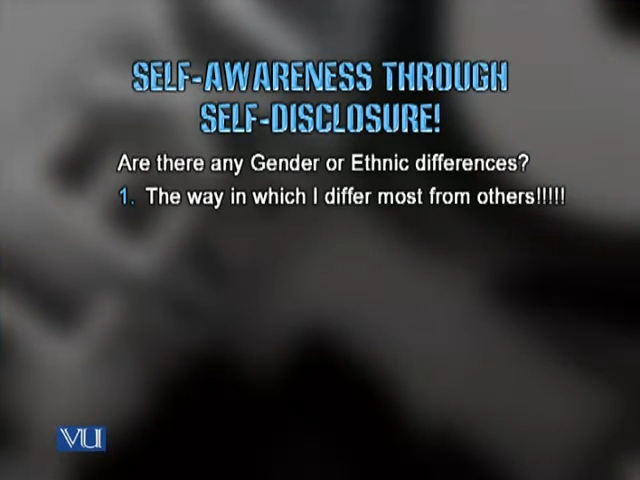 SELF-AWARENESS THROUGH
SELF-DISCLOSURE!
Are there any Gender or Ethnic differences?
1. The way in which I differ most from others!!!!!
VU